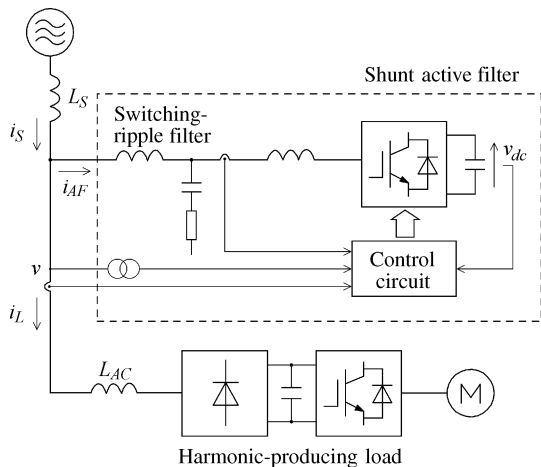 L_S
Shunt active filter
Switching-
ripple filter
i_S
v_dc
i_AF
Control
circuit
v
i_L
L_AC
M
Harmonic-producing load